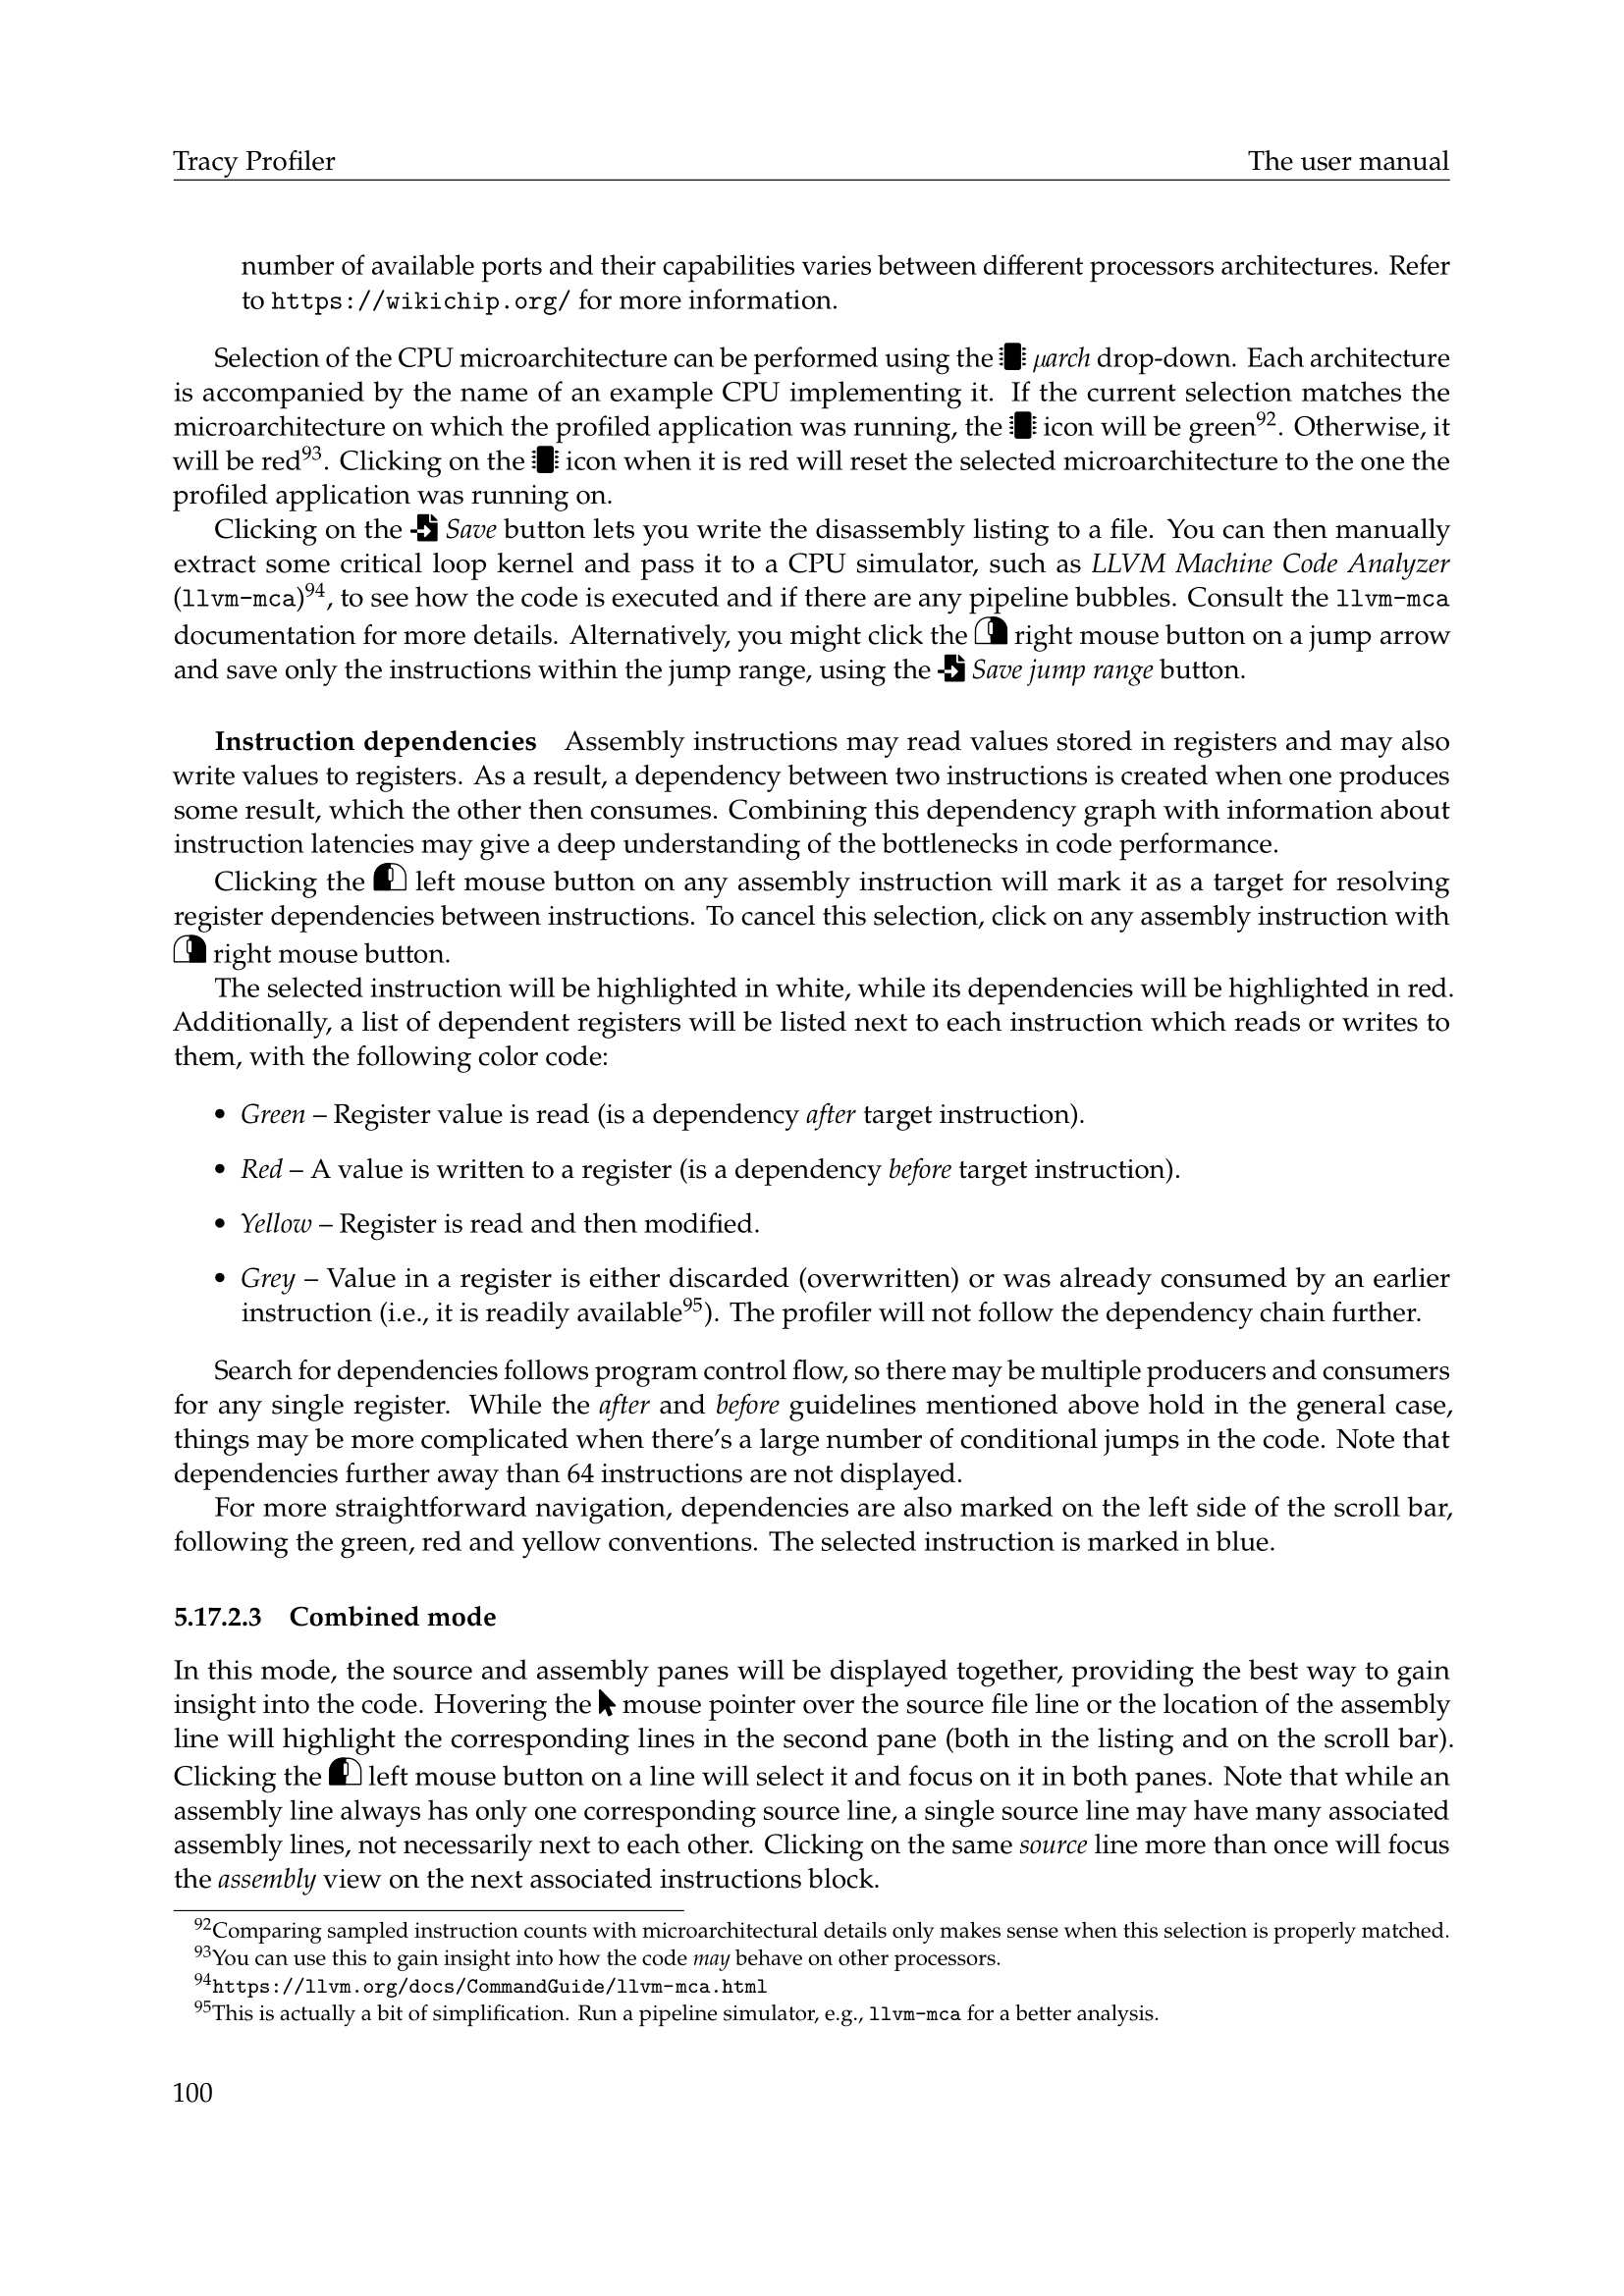 Tracy Profiler The user manual
number of available ports and their capabilities varies between different processors architectures. Refer
to https://wikichip.org/ for more information.
Selection of the CPU microarchitecture can be performed using the μarch drop-down. Each architecture
is accompanied by the name of an example CPU implementing it. If the current selection matches the
microarchitecture on which the profiled application was running, the icon will be green92. Otherwise, it
will be red93. Clicking on the icon when it is red will reset the selected microarchitecture to the one the
profiled application was running on.
Clicking on the Save button lets you write the disassembly listing to a file. You can then manually
extract some critical loop kernel and pass it to a CPU simulator, such as LLVM Machine Code Analyzer
(llvm-mca)94, to see how the code is executed and if there are any pipeline bubbles. Consult the llvm-mca
documentation for more details. Alternatively, you might click the right mouse button on a jump arrow
and save only the instructions within the jump range, using the Save jump range button.
Instruction dependencies Assembly instructions may read values stored in registers and may also
write values to registers. As a result, a dependency between two instructions is created when one produces
some result, which the other then consumes. Combining this dependency graph with information about
instruction latencies may give a deep understanding of the bottlenecks in code performance.
Clicking the left mouse button on any assembly instruction will mark it as a target for resolving
register dependencies between instructions. To cancel this selection, click on any assembly instruction with
right mouse button.
The selected instruction will be highlighted in white, while its dependencies will be highlighted in red.
Additionally, a list of dependent registers will be listed next to each instruction which reads or writes to
them, with the following color code:
• Green – Register value is read (is a dependency after target instruction).
• Red – A value is written to a register (is a dependency before target instruction).
• Yellow – Register is read and then modified.
• Grey – Value in a register is either discarded (overwritten) or was already consumed by an earlier
instruction (i.e., it is readily available95). The profiler will not follow the dependency chain further.
Search for dependencies follows program control flow, so there may be multiple producers and consumers
for any single register. While the after and before guidelines mentioned above hold in the general case,
things may be more complicated when there's a large number of conditional jumps in the code. Note that
dependencies further away than 64 instructions are not displayed.
For more straightforward navigation, dependencies are also marked on the left side of the scroll bar,
following the green, red and yellow conventions. The selected instruction is marked in blue.
5.17.2.3 Combined mode
In this mode, the source and assembly panes will be displayed together, providing the best way to gain
insight into the code. Hovering the mouse pointer over the source file line or the location of the assembly
line will highlight the corresponding lines in the second pane (both in the listing and on the scroll bar).
Clicking the left mouse button on a line will select it and focus on it in both panes. Note that while an
assembly line always has only one corresponding source line, a single source line may have many associated
assembly lines, not necessarily next to each other. Clicking on the same source line more than once will focus
the assembly view on the next associated instructions block.
92Comparing sampled instruction counts with microarchitectural details only makes sense when this selection is properly matched.
93You can use this to gain insight into how the code may behave on other processors.
94https://llvm.org/docs/CommandGuide/llvm-mca.html
95This is actually a bit of simplification. Run a pipeline simulator, e.g., llvm-mca for a better analysis.
100